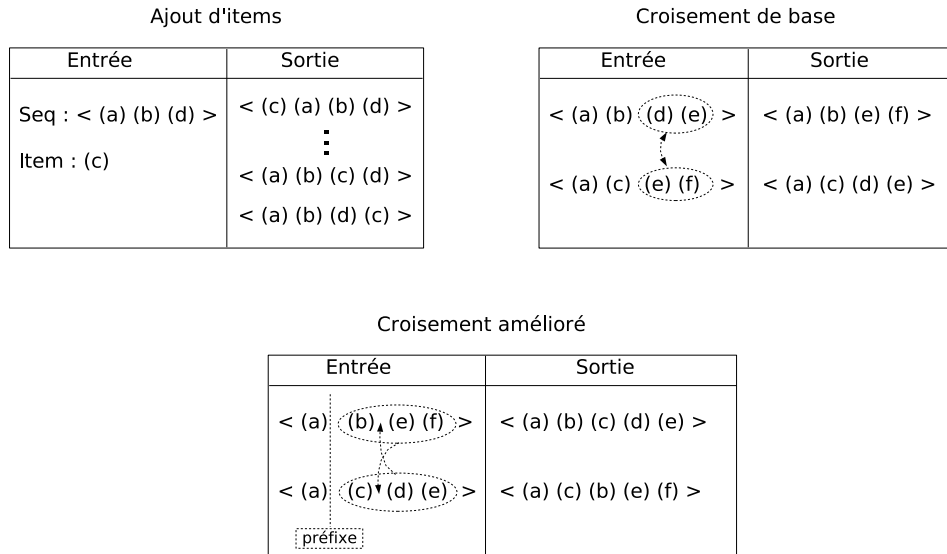 Ajout d'items
Entrée Sortie
Seq : < (a) (b) (d) > < (c) (a) (b) (d) >
Item : (c)
< (a) (b) (c) (d) >
< (a) (b) (d) (c) >
Croisement de base
Entrée Sortie
< (a) (b) (d) (e) > < (a) (b) (e) (f) >
< (a) (c) (e) (f) > < (a) (c) (d) (e) >
Croisement amélioré
Entrée Sortie
< (a) (b) (e) (f) > < (a) (b) (c) (d) (e) >
< (a) (c) (d) (e) > < (a) (c) (b) (e) (f) >
préfixe